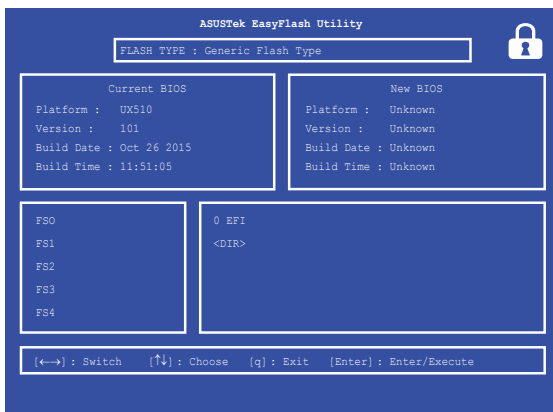 ASUSTek EasyFlash Utility
FLASH TYPE : Generic Flash Type
Current BIOS
Platform : UX510
Version : 101
Build Date : Oct 26 2015
Build Time : 11:51:05
New BIOS
Platform : Unknown
Version : Unknown
Build Date : Unknown
Build Time : Unknown
FS0
FS1
FS2
FS3
FS4
0 EFI
<DIR>
[←→] : Switch [↑↓] : Choose [q] : Exit [Enter] : Enter/Execute